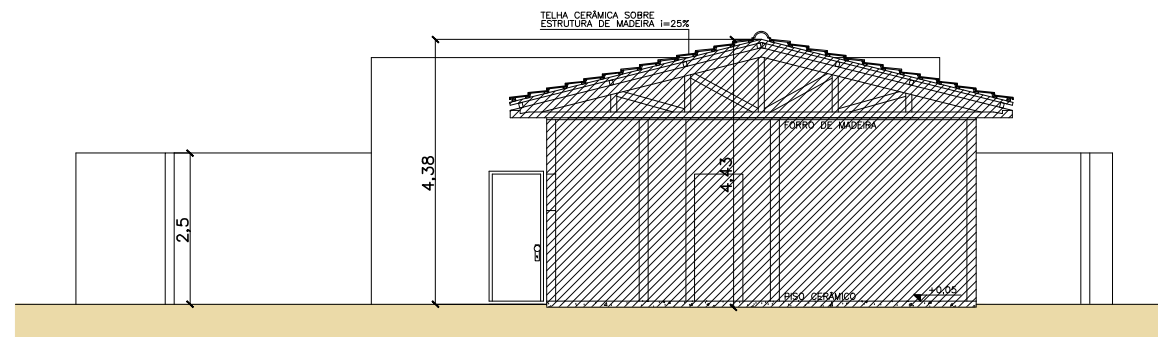 TELHA CERÂMICA SOBRE
ESTRUTURA DE MADEIRA i=25%
FORRO DE MADEIRA
4,38
4,43
2,5
PISO CERÂMICO
+0,05